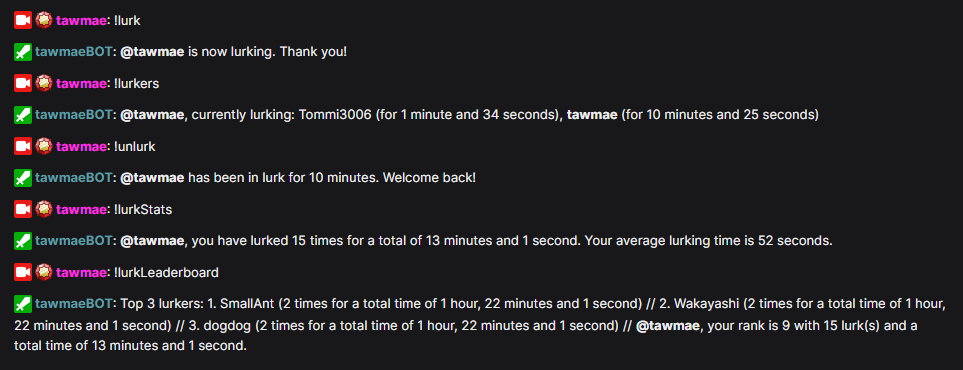 tawmae: !lurk
tawmaeBOT: @tawmae is now lurking. Thank you!
tawmae: !lurkers
tawmaeBOT: @tawmae, currently lurking: Tommi3006 (for 1 minute and 34 seconds), tawmae (for 10 minutes and 25 seconds)
tawmae: !unlurk
tawmaeBOT: @tawmae has been in lurk for 10 minutes. Welcome back!
tawmae: !lurkStats
tawmaeBOT: @tawmae, you have lurked 15 times for a total of 13 minutes and 1 second. Your average lurking time is 52 seconds.
tawmae: !lurkLeaderboard
tawmaeBOT: Top 3 lurkers: 1. SmallAnt (2 times for a total time of 1 hour, 22 minutes and 1 second) // 2. Wakayashi (2 times for a total time of 1 hour,
22 minutes and 1 second) // 3. dogdog (2 times for a total time of 1 hour, 22 minutes and 1 second) // @tawmae, your rank is 9 with 15 lurk(s) and a
total time of 13 minutes and 1 second.